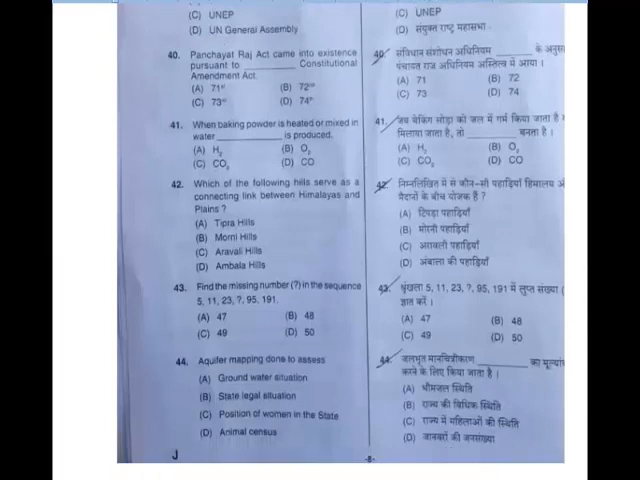 (C) UNEP
(D) UN General Assembly
40. Panchayat Raj Act came into existence
pursuant to ________ Constitutional
Amendment Act.
(A) 71st (B) 72nd
(C) 73rd (D) 74th
41. When baking powder is heated or mixed in
water ________ is produced.
(A) H2 (B) O2
(C) CO2 (D) CO
42. Which of the following hills serve as a
connecting link between Himalayas and
Plains ?
(A) Tipra Hills
(B) Morni Hills
(C) Aravali Hills
(D) Ambala Hills
43. Find the missing number (?) in the sequence
5, 11, 23, ?, 95, 191.
(A) 47 (B) 48
(C) 49 (D) 50
44. Aquifer mapping done to assess
(A) Ground water situation
(B) State legal situation
(C) Position of women in the State
(D) Animal census
J
-8-
(C) UNEP
(D) संयुक्त राष्ट्र महासभा
40. संविधान संशोधन अधिनियम ________ के
पंचायत राज अधिनियम अस्तित्व में आया ।
(A) 71 (B) 72
(C) 73 (D) 74
41. जब बेकिंग सोड़ा को जल में गर्म किया जाता है
मिलाया जाता है, तो ________ बनता है ।
(A) H2 (B) O2
(C) CO2 (D) CO
42. निम्नलिखित में से कौन-सी पहाड़ियाँ हिमालय
मैदानों के बीच योजक हैं ?
(A) टिपड़ा पहाड़ियाँ
(B) मोरनी पहाड़ियाँ
(C) अरावली पहाड़ियाँ
(D) अंबाला की पहाड़ियाँ
43. श्रृंखला 5, 11, 23, ?, 95, 191 में लुप्त संख्या
ज्ञात करें ।
(A) 47 (B) 48
(C) 49 (D) 50
44. जलभृत मानचित्रीकरण ________ का
करने के लिए किया जाता है ।
(A) भौमजल स्थिति
(B) राज्य की विधिक स्थिति
(C) राज्य में महिलाओं की स्थिति
(D) जानवरों की जनसंख्या